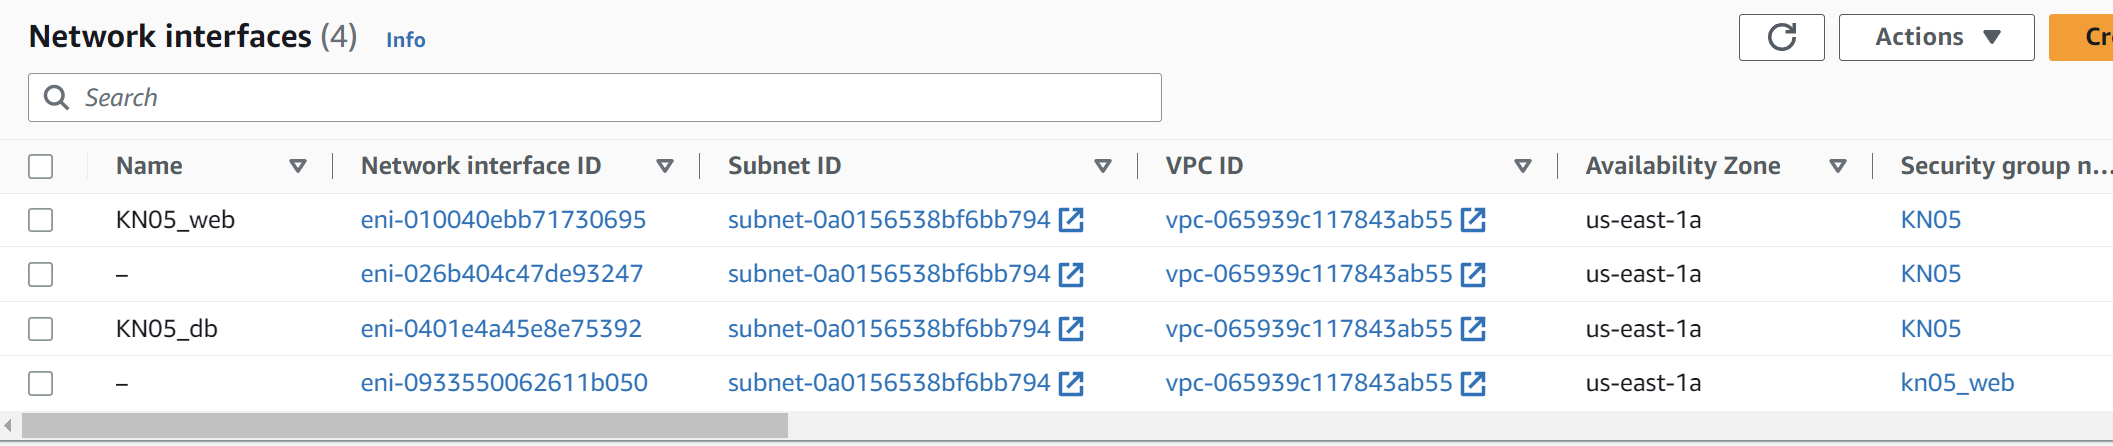 Network interfaces (4) Info
Actions
Cr
Search
Name Network interface ID Subnet ID VPC ID Availability Zone Security group n...
KN05_web eni-010040ebb71730695 subnet-0a0156538bf6bb794 vpc-065939c117843ab55 us-east-1a KN05
– eni-026b404c47de93247 subnet-0a0156538bf6bb794 vpc-065939c117843ab55 us-east-1a KN05
KN05_db eni-0401e4a45e8e75392 subnet-0a0156538bf6bb794 vpc-065939c117843ab55 us-east-1a KN05
– eni-0933550062611b050 subnet-0a0156538bf6bb794 vpc-065939c117843ab55 us-east-1a kn05_web